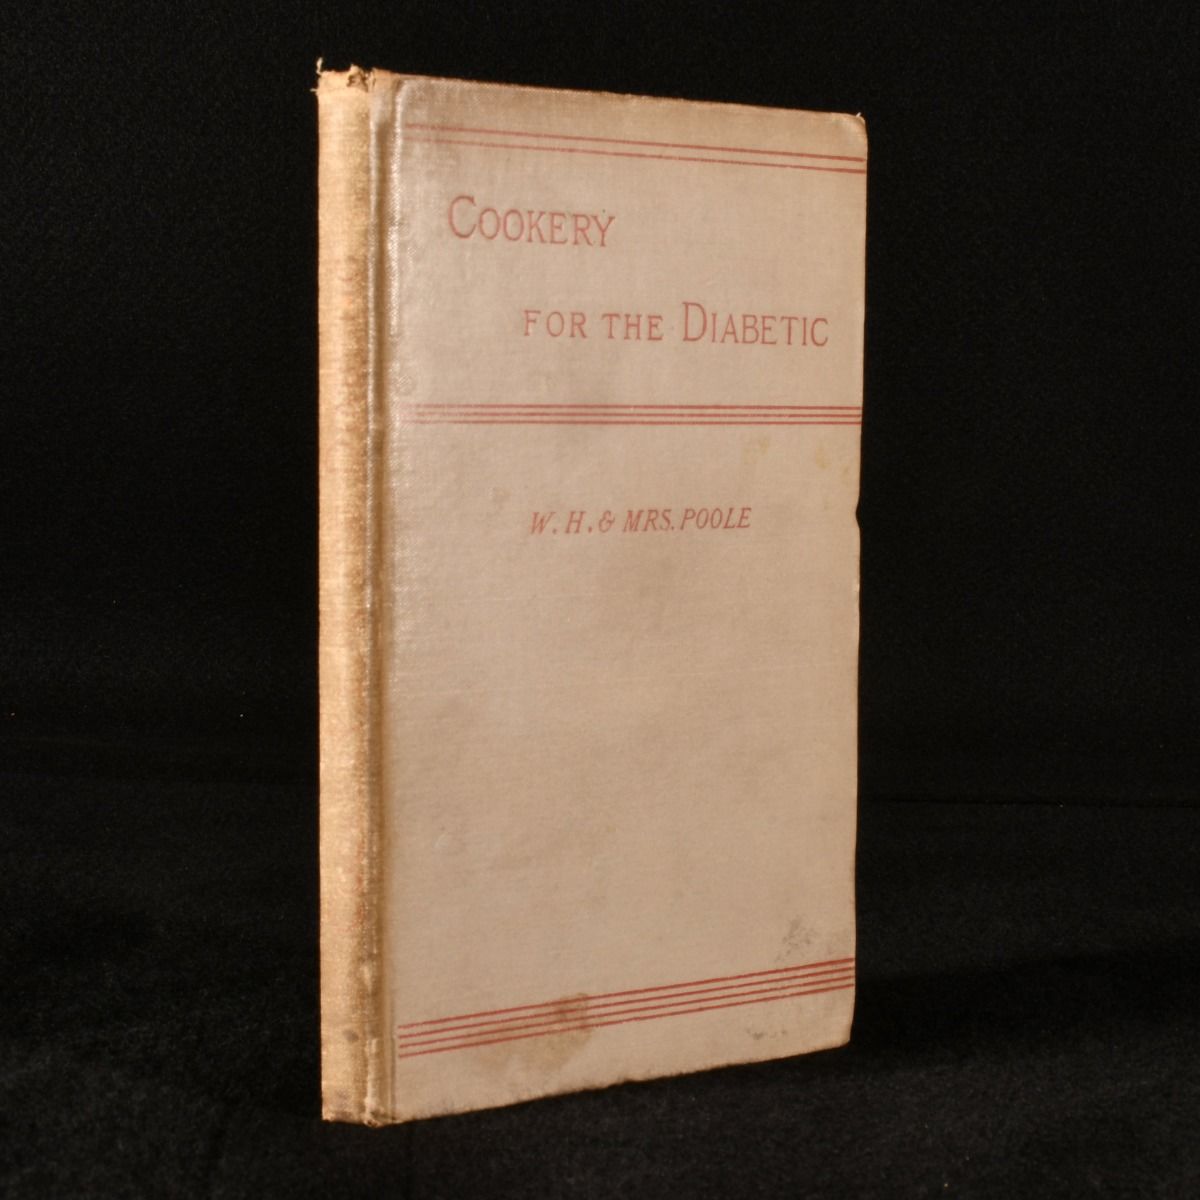 COOKERY
FOR THE DIABETIC
W. H. & MRS. POOLE